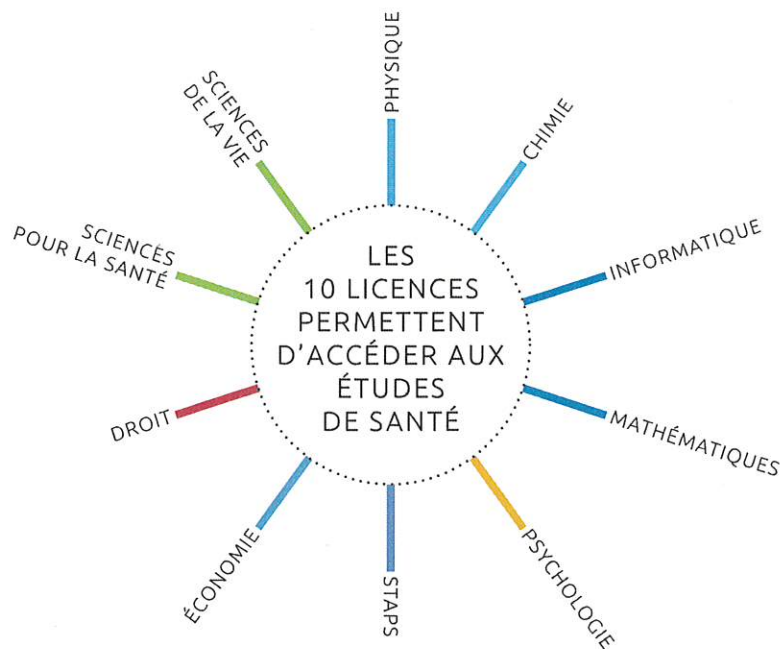 LES
10 LICENCES
PERMETTENT
D'ACCÉDER AUX
ÉTUDES
DE SANTÉ
PHYSIQUE
CHIMIE
INFORMATIQUE
MATHÉMATIQUES
PSYCHOLOGIE
STAPS
ÉCONOMIE
DROIT
SCIENCES
POUR LA SANTÉ
SCIENCES
DE LA VIE